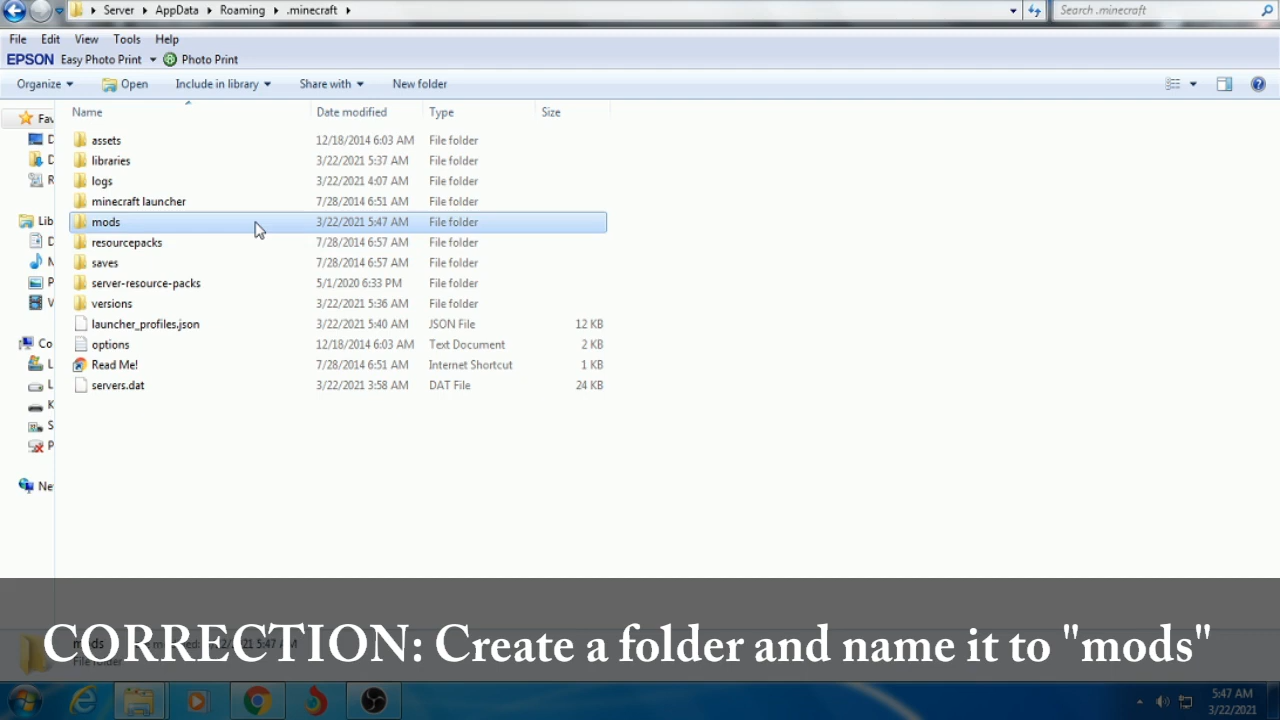 Server AppData Roaming .minecraft Search .minecraft
File Edit View Tools Help
EPSON Easy Photo Print Photo Print
Organize Open Include in library Share with New folder
Name Date modified Type Size
Fav
assets 12/18/2014 6:03 AM File folder
D
libraries 3/22/2021 5:37 AM File folder
D
logs 3/22/2021 4:07 AM File folder
R
minecraft launcher 7/28/2014 6:51 AM File folder
Lib
mods 3/22/2021 5:47 AM File folder
D
resourcepacks 7/28/2014 6:57 AM File folder
saves 7/28/2014 6:57 AM File folder
P
server-resource-packs 5/1/2020 6:33 PM File folder
V
versions 3/22/2021 5:36 AM File folder
launcher_profiles.json 3/22/2021 5:40 AM JSON File 12 KB
Co
options 12/18/2014 6:03 AM Text Document 2 KB
L
Read Me! 7/28/2014 6:51 AM Internet Shortcut 1 KB
L
servers.dat 3/22/2021 3:58 AM DAT File 24 KB
K
S
P
Ne
CORRECTION: Create a folder and name it to "mods"
File folder
5:47 AM
3/22/2021